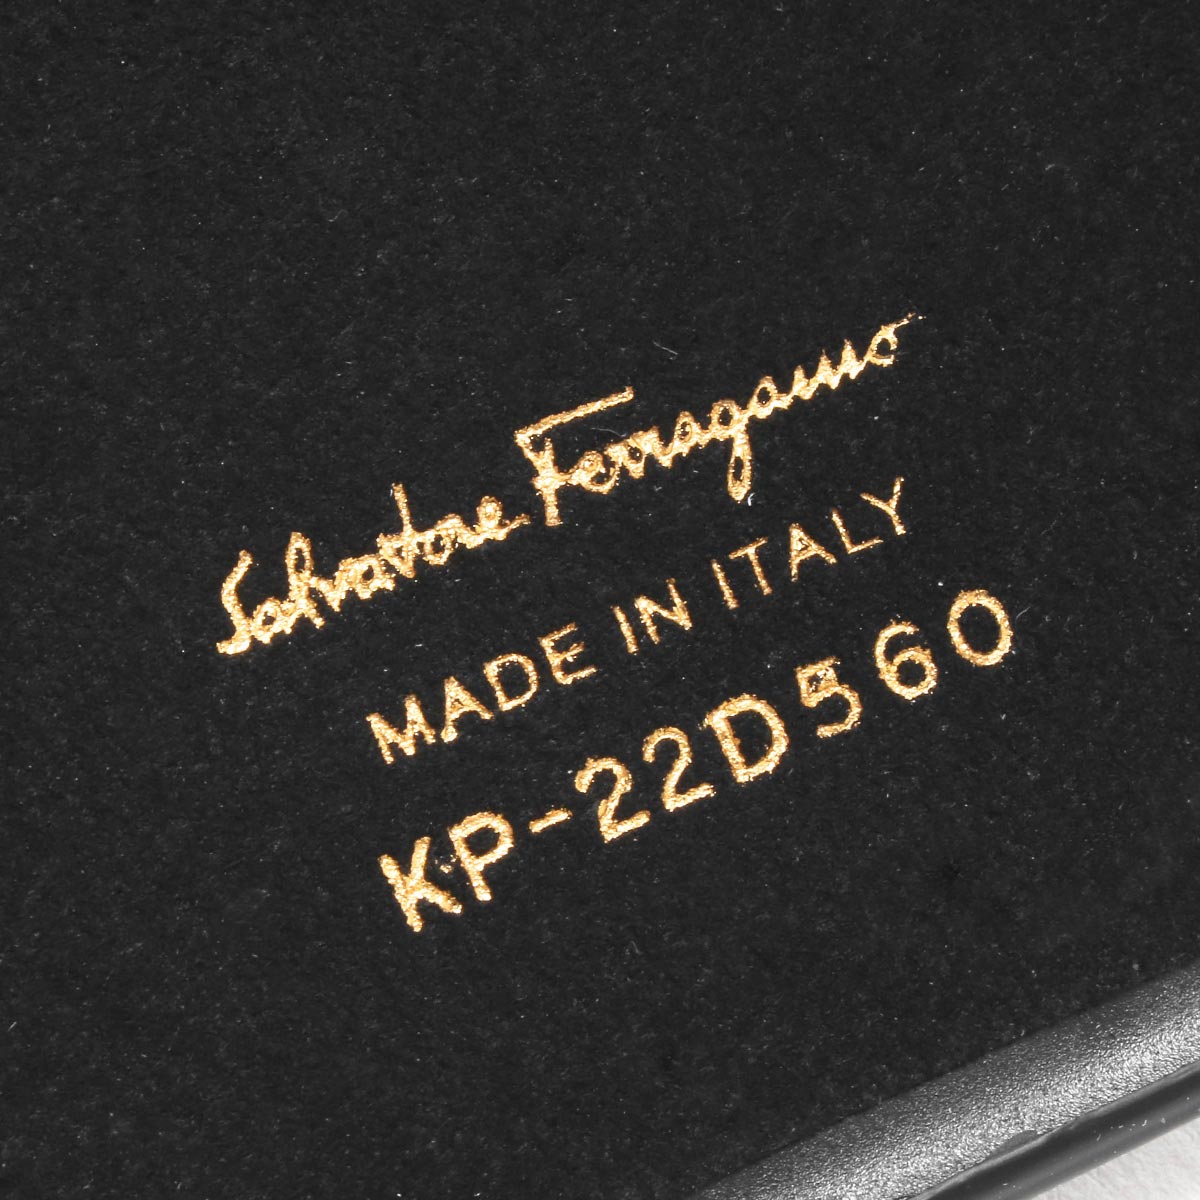 Salvatore Ferragamo
MADE IN ITALY
KP-22D560